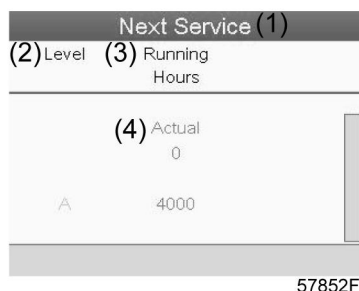 Next Service (1)
(2) Level (3) Running
Hours
(4) Actual
0
A 4000
57852F